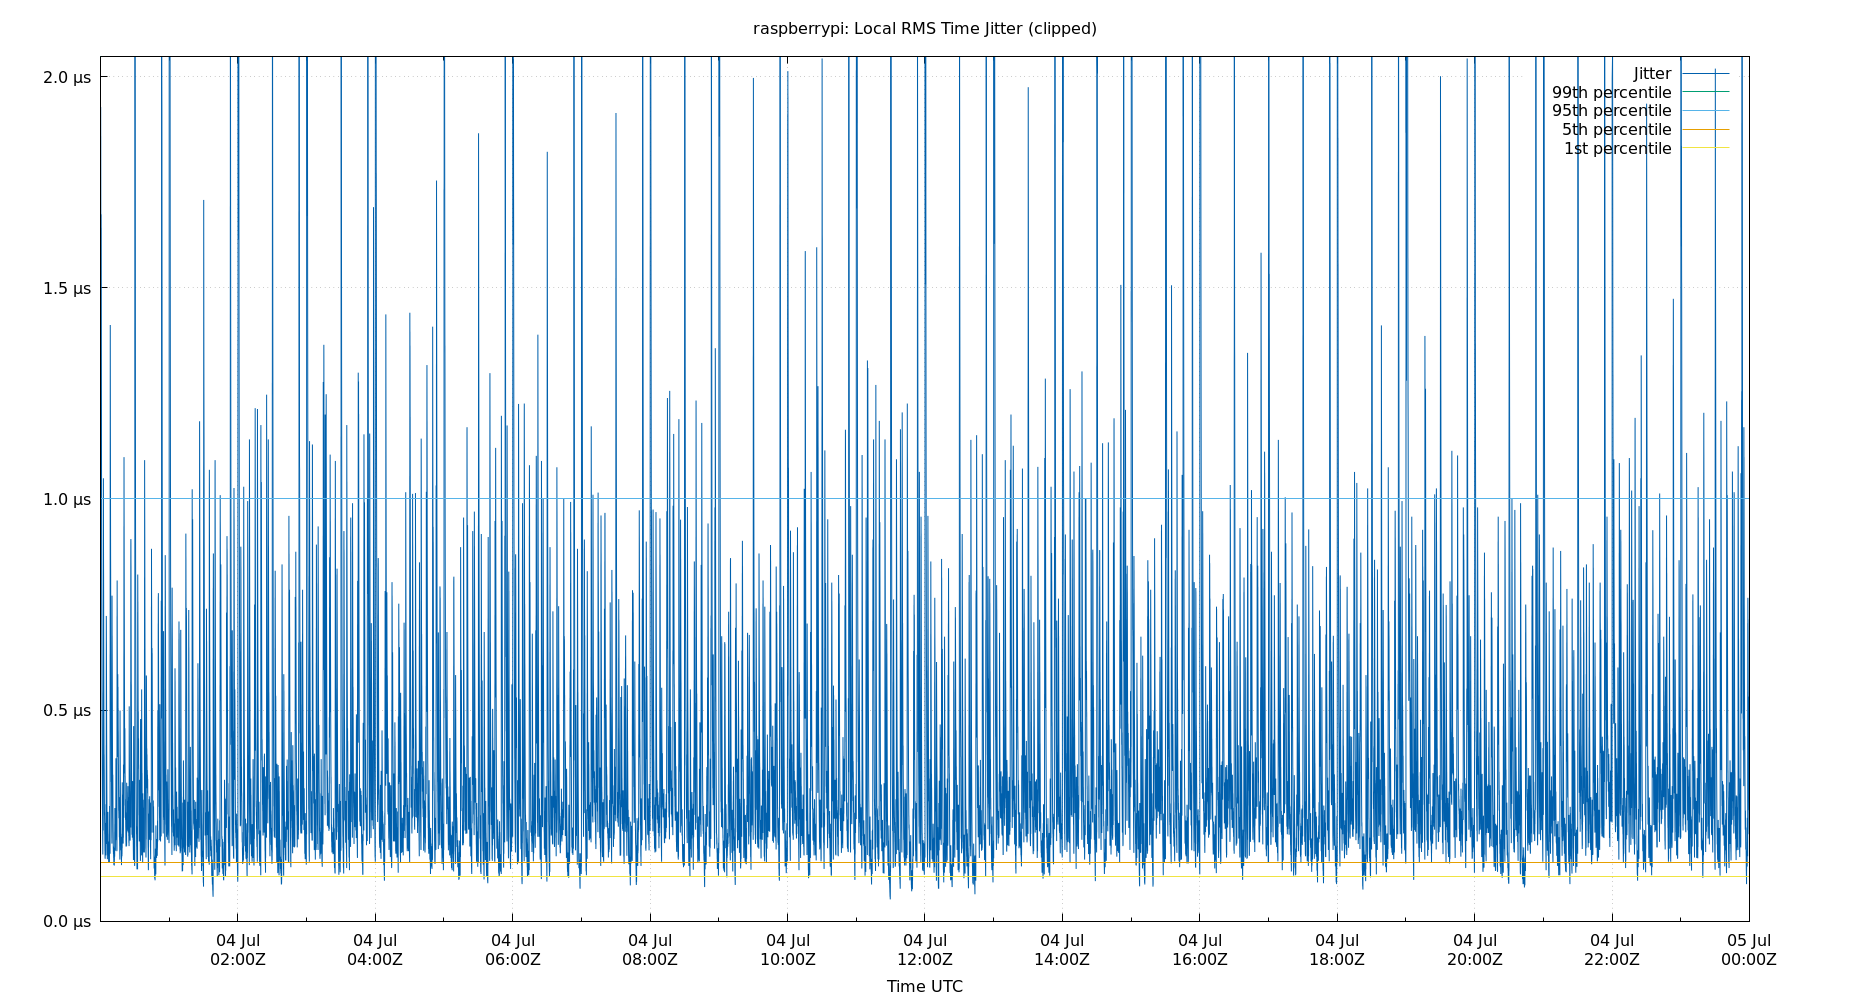 raspberrypi: Local RMS Time Jitter (clipped)
2.0 µs
1.5 µs
1.0 µs
0.5 µs
0.0 µs
Jitter
99th percentile
95th percentile
5th percentile
1st percentile
04 Jul 04 Jul 04 Jul 04 Jul 04 Jul 04 Jul 04 Jul 04 Jul 04 Jul 04 Jul 04 Jul 05 Jul
02:00Z 04:00Z 06:00Z 08:00Z 10:00Z 12:00Z 14:00Z 16:00Z 18:00Z 20:00Z 22:00Z 00:00Z
Time UTC